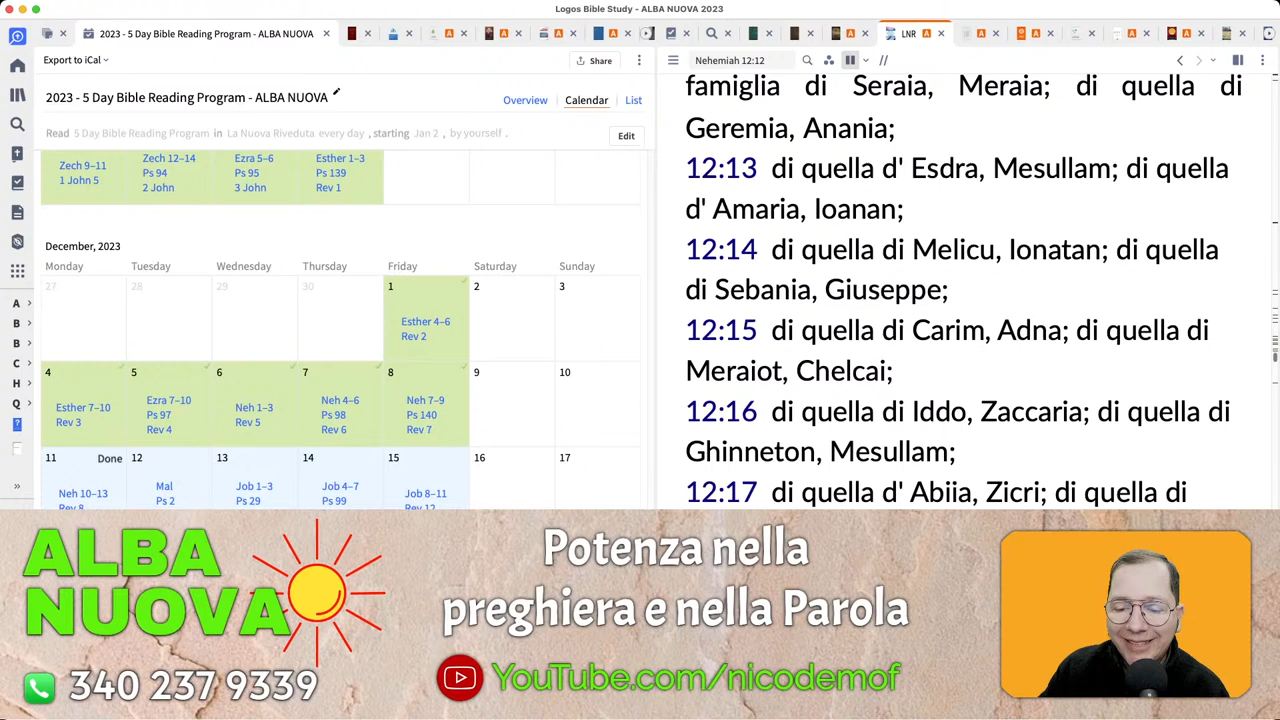 Logos Bible Study - ALBA NUOVA 2023
2023 - 5 Day Bible Reading Program - ALBA NUOVA
LNR
Export to iCal
Share
2023 - 5 Day Bible Reading Program - ALBA NUOVA
Overview
Calendar
List
Read 5 Day Bible Reading Program in La Nuova Riveduta every day , starting Jan 2 , by yourself .
Edit
Zech 9–11
1 John 5
Zech 12–14
Ps 94
2 John
Ezra 5–6
Ps 95
3 John
Esther 1–3
Ps 139
Rev 1
December, 2023
Monday Tuesday Wednesday Thursday Friday Saturday Sunday
27 28 29 30 1 2 3
Esther 4–6
Rev 2
4 5 6 7 8 9 10
Esther 7–10
Rev 3
Ezra 7–10
Ps 97
Rev 4
Neh 1–3
Rev 5
Neh 4–6
Ps 98
Rev 6
Neh 7–9
Ps 140
Rev 7
11 Done 12 13 14 15 16 17
Neh 10–13
Rev 8
Mal
Ps 2
Job 1–3
Ps 29
Job 4–7
Ps 99
Job 8–11
Rev 12
A
B
B
C
H
Q
?
»
Nehemiah 12:12
famiglia di Seraia, Meraia; di quella di
Geremia, Anania;
12:13 di quella d' Esdra, Mesullam; di quella
d' Amaria, Ioanan;
12:14 di quella di Melicu, Ionatan; di quella
di Sebania, Giuseppe;
12:15 di quella di Carim, Adna; di quella di
Meraiot, Chelcai;
12:16 di quella di Iddo, Zaccaria; di quella di
Ghinneton, Mesullam;
12:17 di quella d' Abiia, Zicri; di quella di
ALBA
NUOVA
340 237 9339
Potenza nella
preghiera e nella Parola
YouTube.com/nicodemof